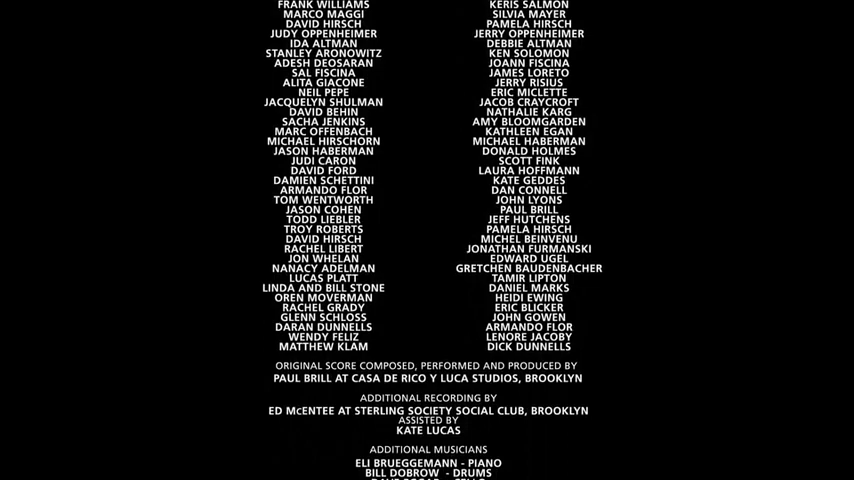 FRANK WILLIAMS KERIS SALMON
MARCO MAGGI SILVIA MAYER
DAVID HIRSCH PAMELA HIRSCH
JUDY OPPENHEIMER JERRY OPPENHEIMER
IDA ALTMAN DEBBIE ALTMAN
STANLEY ARONOWITZ KEN SOLOMON
ADESH DEOSARAN JOANN FISCINA
SAL FISCINA JAMES LORETO
ALITA GIACONE JERRY RISIUS
NEIL PEPE ERIC MICLETTE
JACQUELYN SHULMAN JACOB CRAYCROFT
DAVID BEHIN NATHALIE KARG
SACHA JENKINS AMY BLOOMGARDEN
MARC OFFENBACH KATHLEEN EGAN
MICHAEL HIRSCHORN MICHAEL HABERMAN
JASON HABERMAN DONALD HOLMES
JUDI CARON SCOTT FINK
DAVID FORD LAURA HOFFMANN
DAMIEN SCHETTINI KATE GEDDES
ARMANDO FLOR DAN CONNELL
TOM WENTWORTH JOHN LYONS
JASON COHEN PAUL BRILL
TODD LIEBLER JEFF HUTCHENS
TROY ROBERTS PAMELA HIRSCH
DAVID HIRSCH MICHEL BEINVENU
RACHEL LIBERT JONATHAN FURMANSKI
JON WHELAN EDWARD UGEL
NANACY ADELMAN GRETCHEN BAUDENBACHER
LUCAS PLATT TAMIR LIPTON
LINDA AND BILL STONE DANIEL MARKS
OREN MOVERMAN HEIDI EWING
RACHEL GRADY ERIC BLICKER
GLENN SCHLOSS JOHN GOWEN
DARAN DUNNELLS ARMANDO FLOR
WENDY FELIZ LENORE JACOBY
MATTHEW KLAM DICK DUNNELLS
ORIGINAL SCORE COMPOSED, PERFORMED AND PRODUCED BY
PAUL BRILL AT CASA DE RICO Y LUCA STUDIOS, BROOKLYN
ADDITIONAL RECORDING BY
ED McENTEE AT STERLING SOCIETY SOCIAL CLUB, BROOKLYN
ASSISTED BY
KATE LUCAS
ADDITIONAL MUSICIANS
ELI BRUEGGEMANN - PIANO
BILL DOBROW - DRUMS